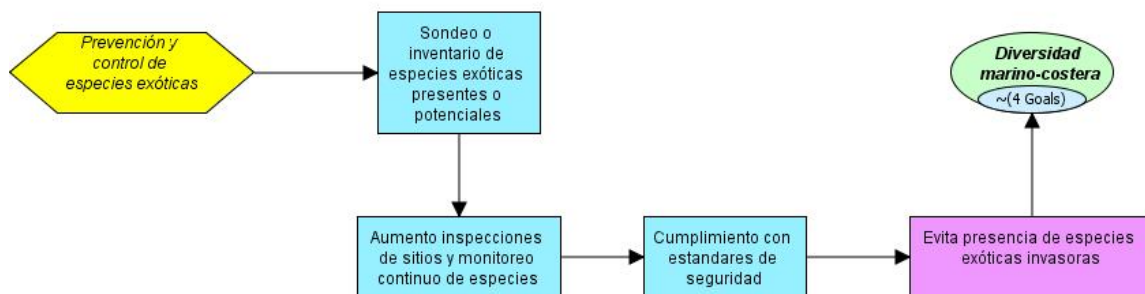 Prevención y
control de
especies exóticas
Sondeo o
inventario de
especies exóticas
presentes o
potenciales
Diversidad
marino-costera
~(4 Goals)
Aumento inspecciones
de sitios y monitoreo
continuo de especies
Cumplimiento con
estandares de
seguridad
Evita presencia de especies
exóticas invasoras